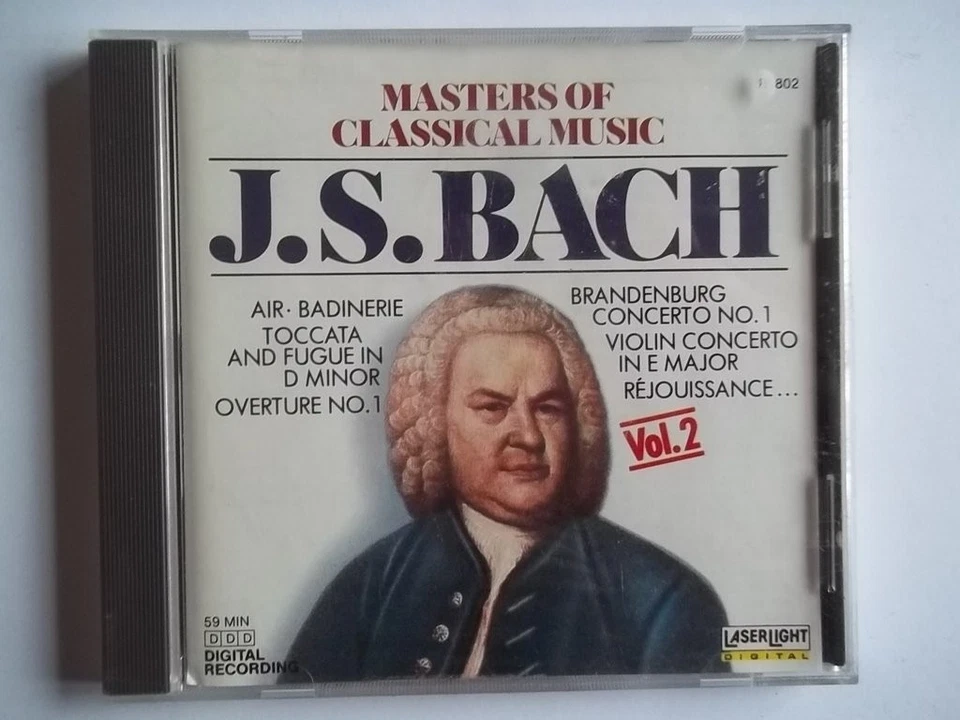 802
MASTERS OF
CLASSICAL MUSIC
J.S. BACH
AIR · BADINERIE
TOCCATA
AND FUGUE IN
D MINOR
OVERTURE NO.1
BRANDENBURG
CONCERTO NO. 1
VIOLIN CONCERTO
IN E MAJOR
RÉJOUISSANCE...
Vol.2
59 MIN
DDD
DIGITAL
RECORDING
LASERLIGHT
DIGITAL